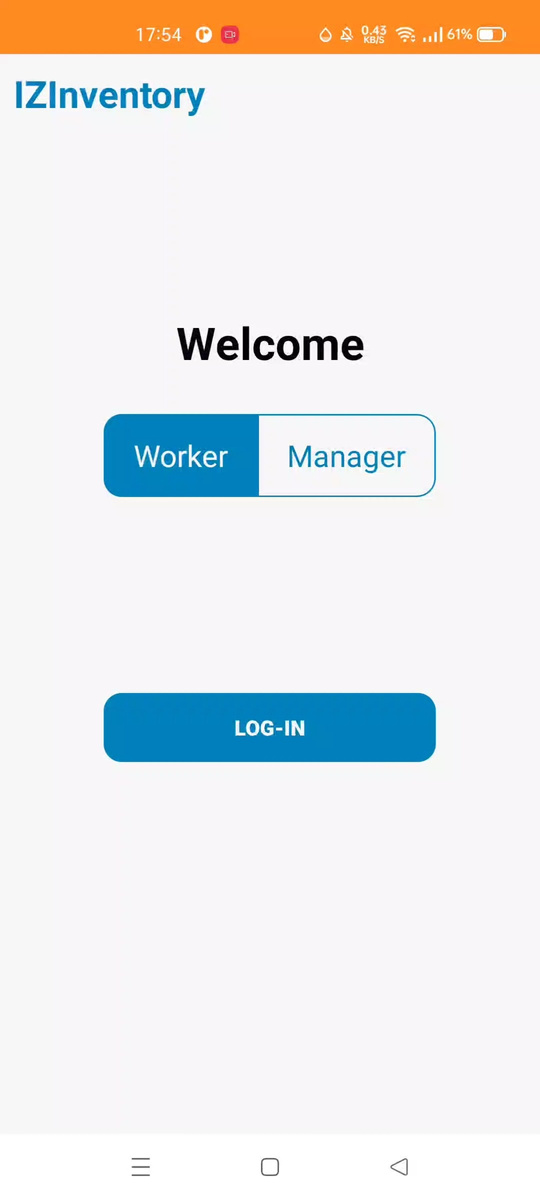 17:54 0.43 KB/S 61%
IZInventory
Welcome
Worker Manager
LOG-IN